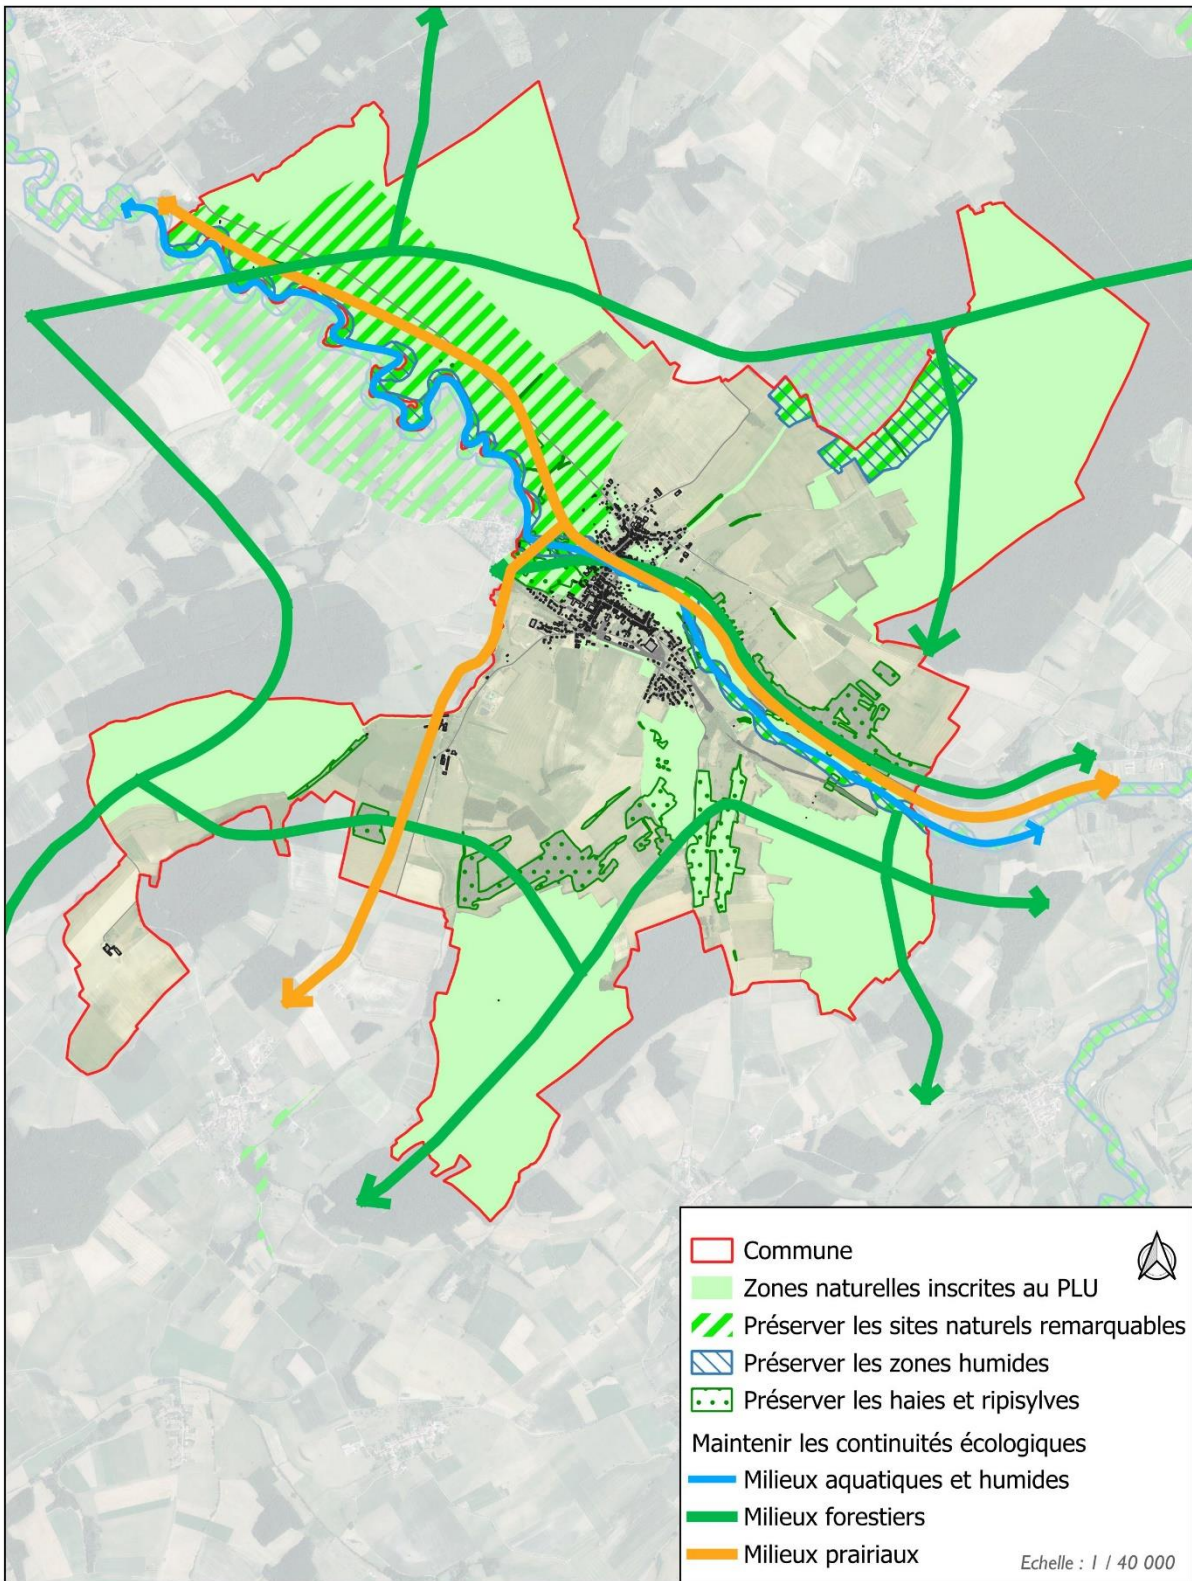 Commune
Zones naturelles inscrites au PLU
Préserver les sites naturels remarquables
Préserver les zones humides
Préserver les haies et ripisylves
Maintenir les continuités écologiques
Milieux aquatiques et humides
Milieux forestiers
Milieux prairiaux
Echelle : 1 / 40 000